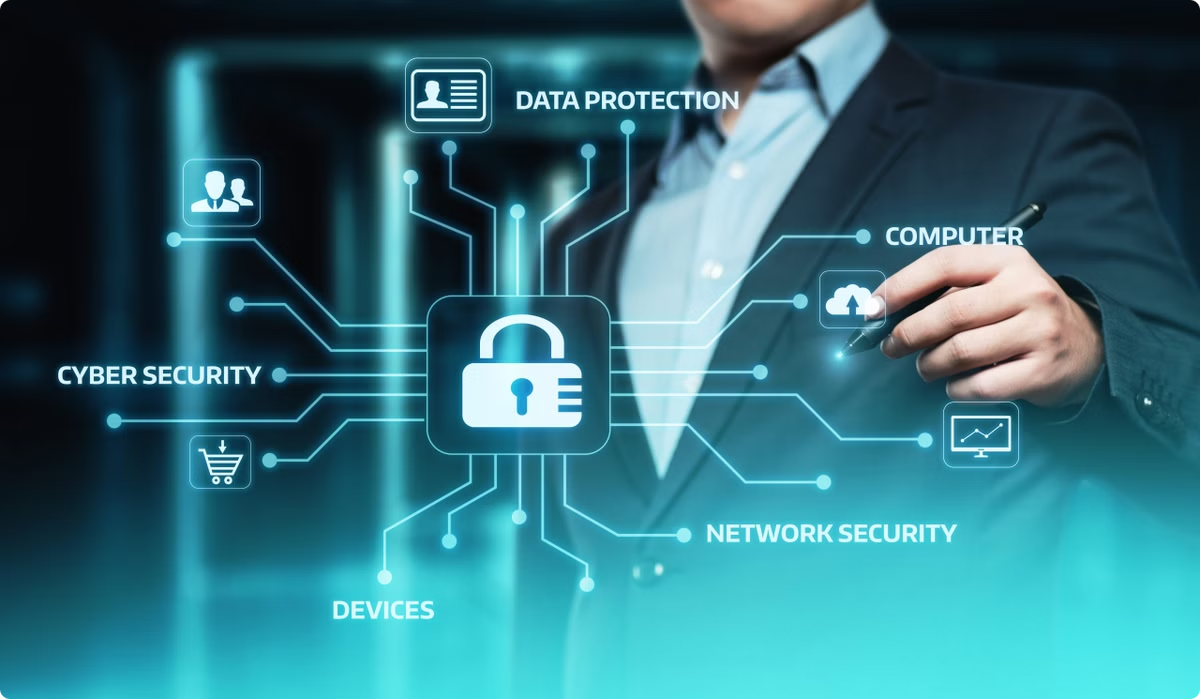 DATA PROTECTION
COMPUTER
CYBER SECURITY
NETWORK SECURITY
DEVICES